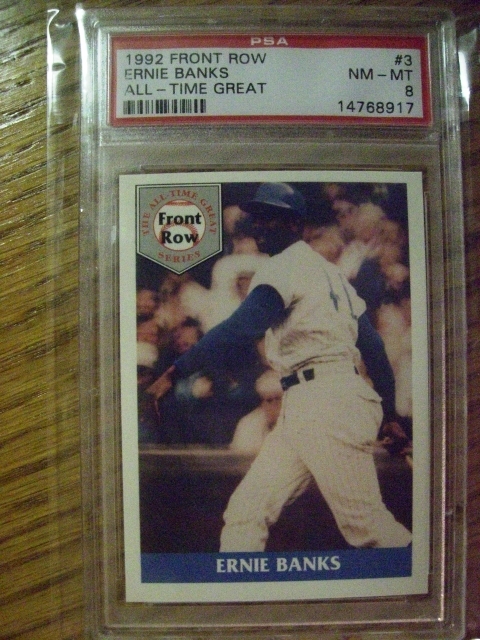 PSA
1992 FRONT ROW #3
ERNIE BANKS NM-MT
ALL-TIME GREAT 8
14768917
THE ALL-TIME GREAT
Front
Row
SERIES
ERNIE BANKS